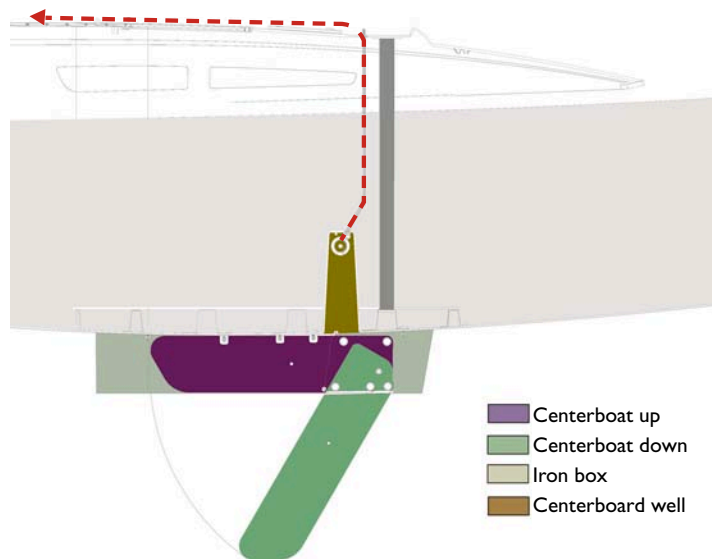 Centerboat up
Centerboat down
Iron box
Centerboard well